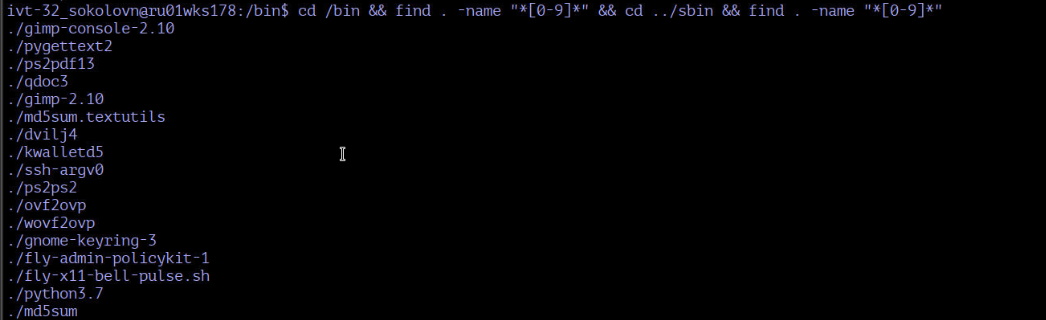 ivt-32_sokolovn@ru01wks178:/bin$ cd /bin && find . -name "*[0-9]*" && cd ../sbin && find . -name "*[0-9]*"
./gimp-console-2.10
./pygettext2
./ps2pdf13
./qdoc3
./gimp-2.10
./md5sum.textutils
./dvilj4
./kwalletd5
./ssh-argv0
./ps2ps2
./ovf2ovp
./wovf2ovp
./gnome-keyring-3
./fly-admin-policykit-1
./fly-x11-bell-pulse.sh
./python3.7
./md5sum